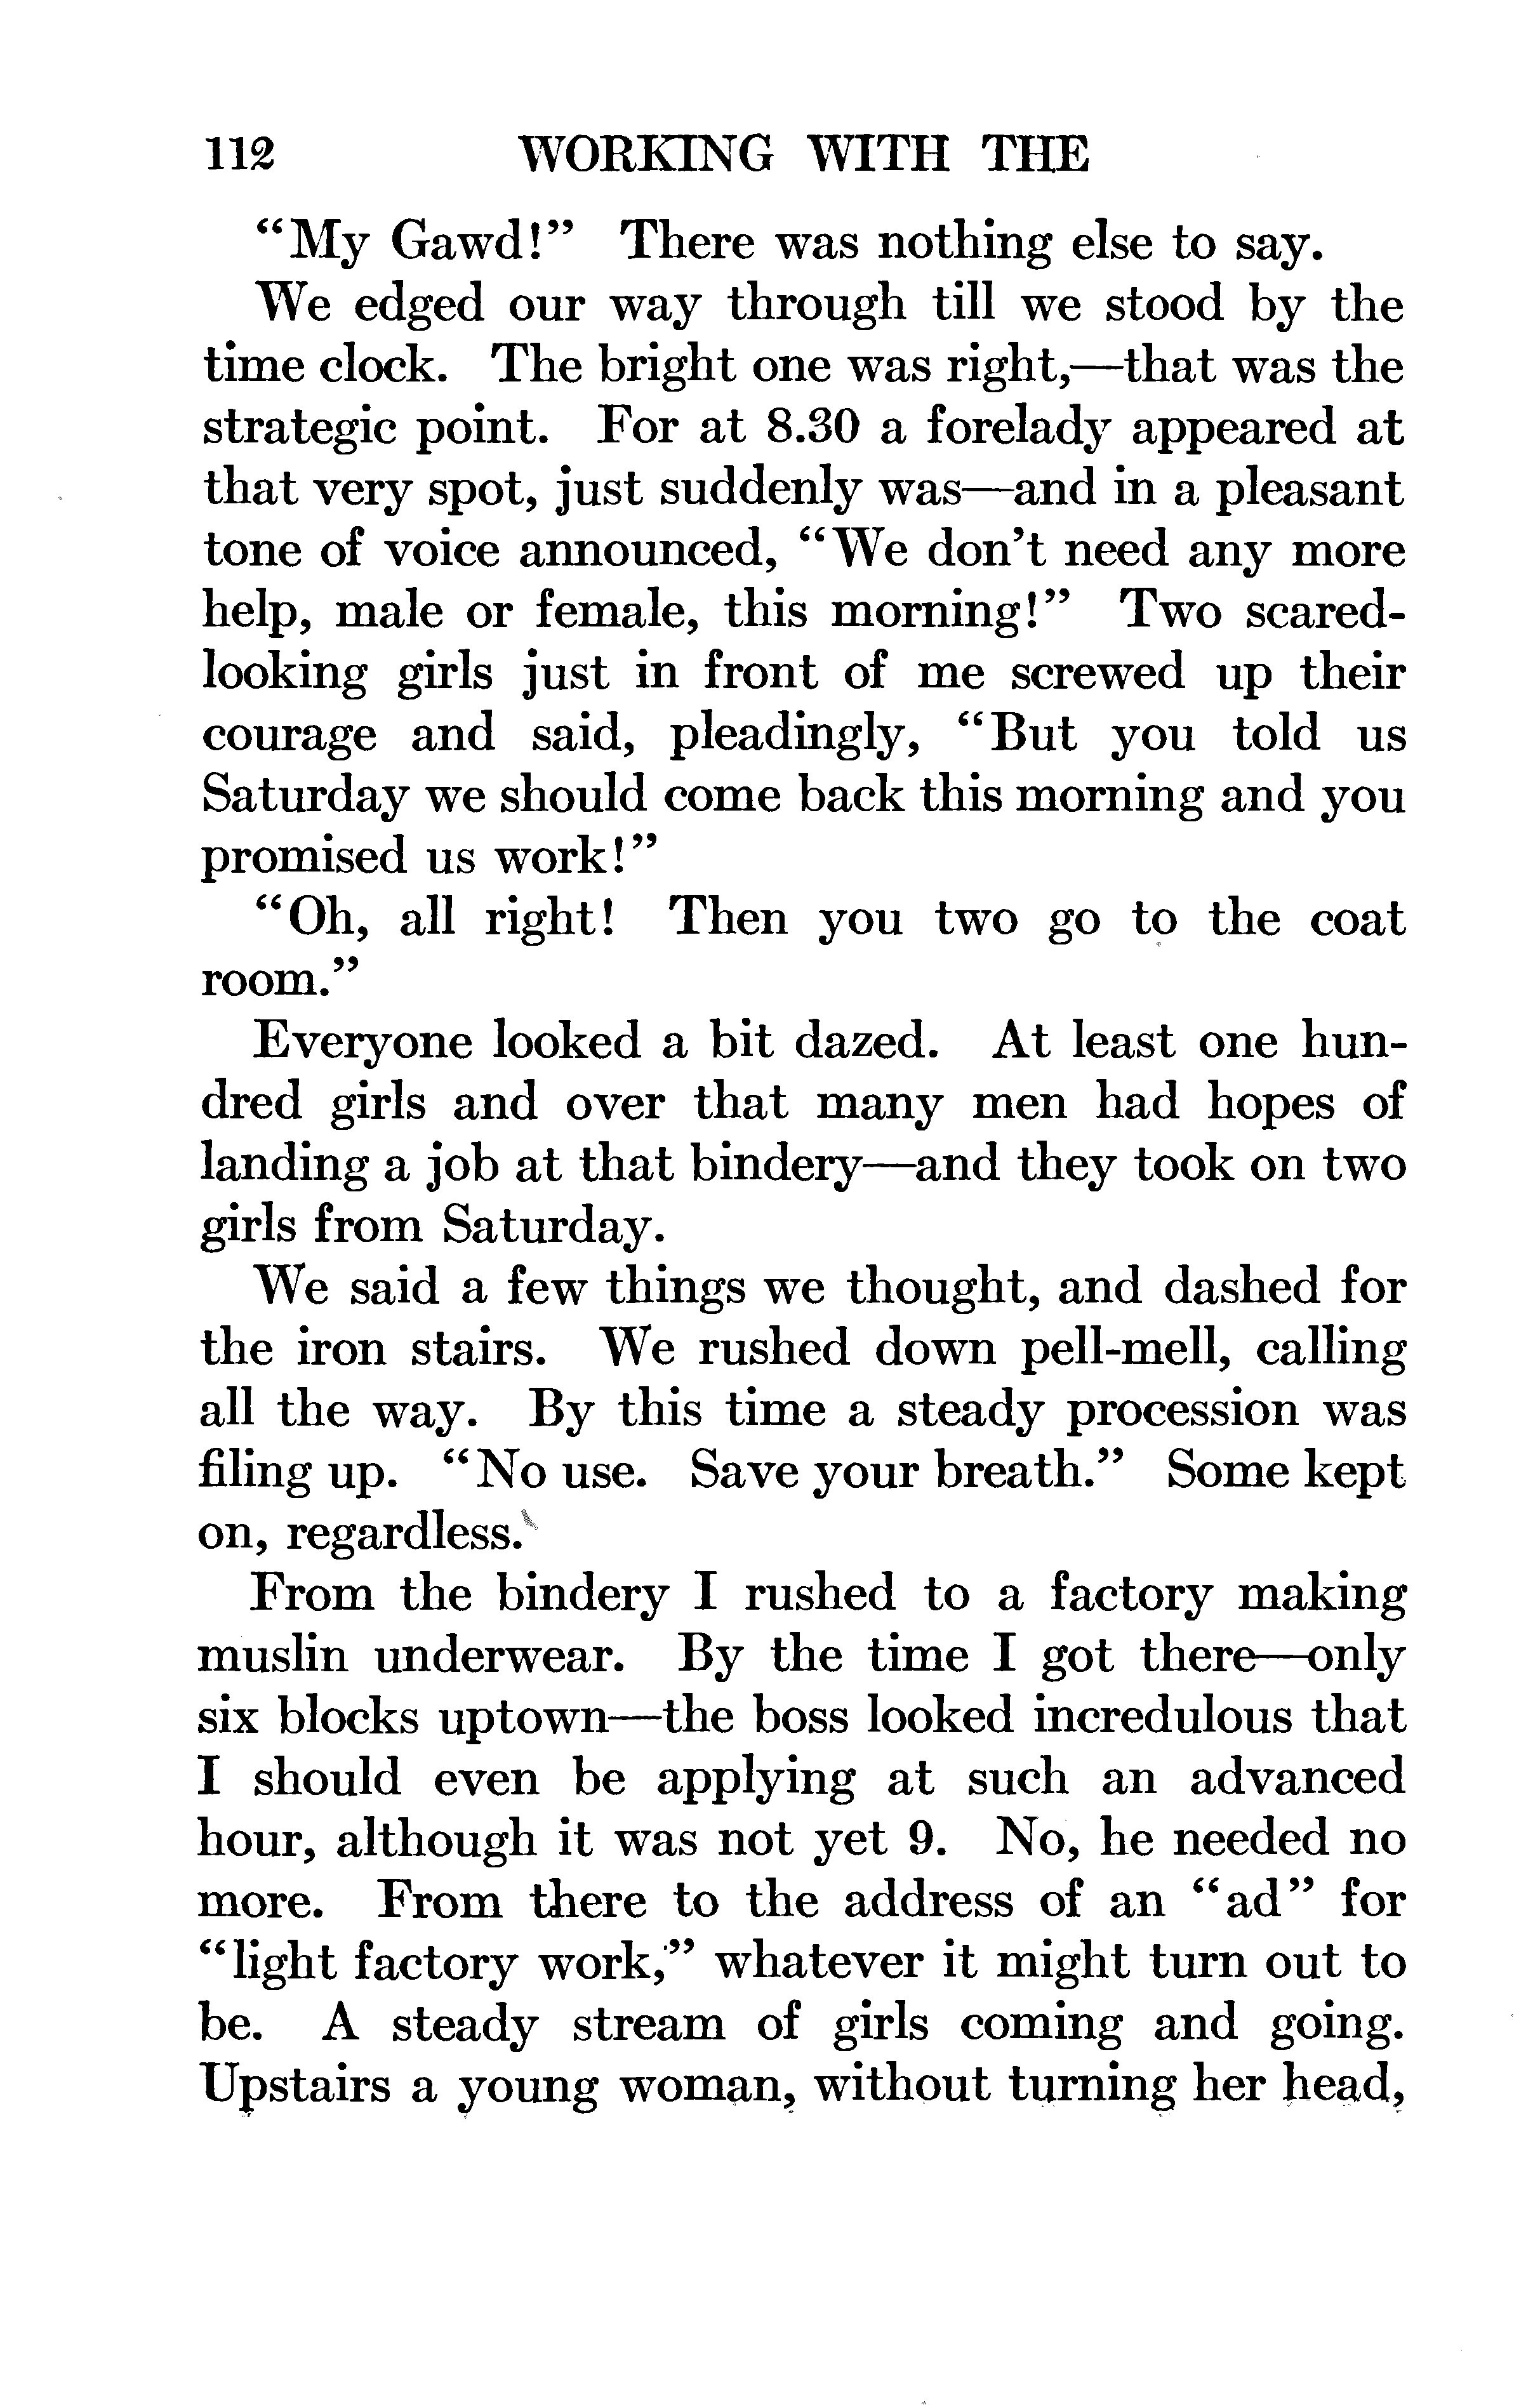 112 WORKING WITH THE
“My Gawd!” There was nothing else to say.
We edged our way through till we stood by the
time clock. The bright one was right,—that was the
strategic point. For at 8.30 a forelady appeared at
that very spot, just suddenly was—and in a pleasant
tone of voice announced, “We don’t need any more
help, male or female, this morning!” Two scared-
looking girls just in front of me screwed up their
courage and said, pleadingly, “But you told us
Saturday we should come back this morning and you
promised us work!”
“Oh, all right! Then you two go to the coat
room.”
Everyone looked a bit dazed. At least one hun-
dred girls and over that many men had hopes of
landing a job at that bindery—and they took on two
girls from Saturday.
We said a few things we thought, and dashed for
the iron stairs. We rushed down pell-mell, calling
all the way. By this time a steady procession was
filing up. “No use. Save your breath.” Some kept
on, regardless.
From the bindery I rushed to a factory making
muslin underwear. By the time I got there—only
six blocks uptown—the boss looked incredulous that
I should even be applying at such an advanced
hour, although it was not yet 9. No, he needed no
more. From there to the address of an “ad” for
“light factory work,” whatever it might turn out to
be. A steady stream of girls coming and going.
Upstairs a young woman, without turning her head,